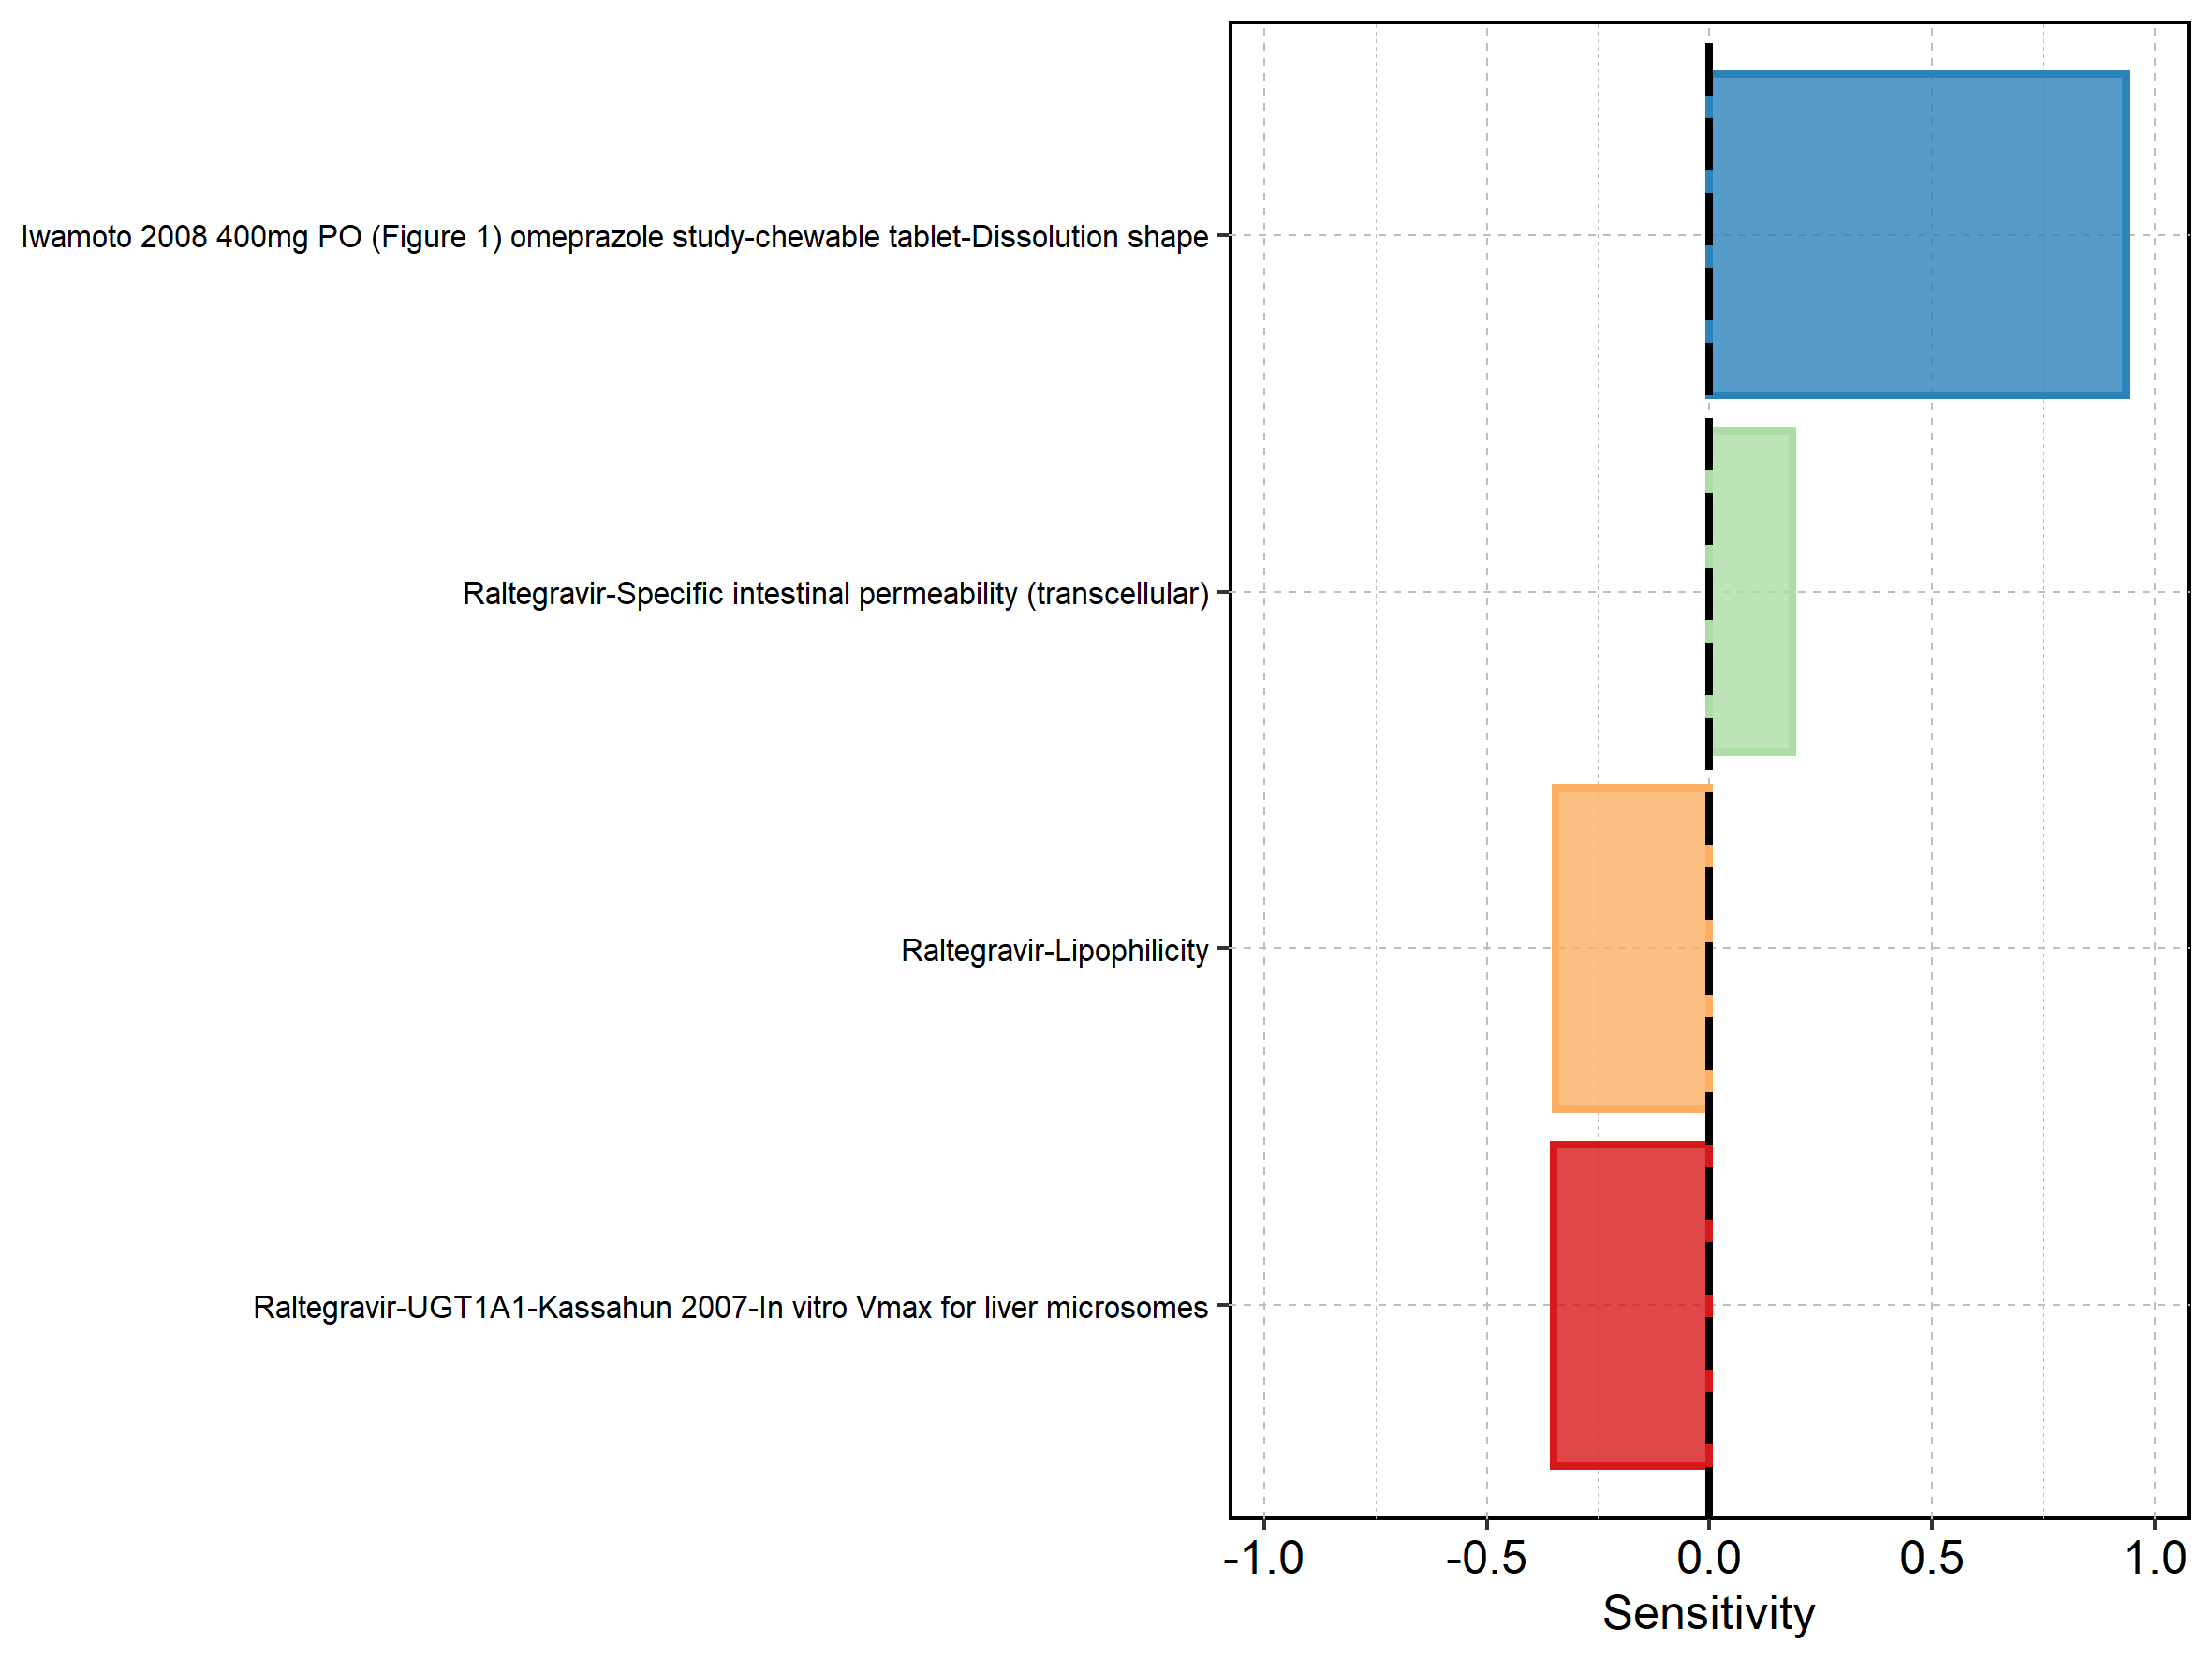 Iwamoto 2008 400mg PO (Figure 1) omeprazole study-chewable tablet-Dissolution shape
Raltegravir-Specific intestinal permeability (transcellular)
Raltegravir-Lipophilicity
Raltegravir-UGT1A1-Kassahun 2007-In vitro Vmax for liver microsomes
-1.0 -0.5 0.0 0.5 1.0
Sensitivity